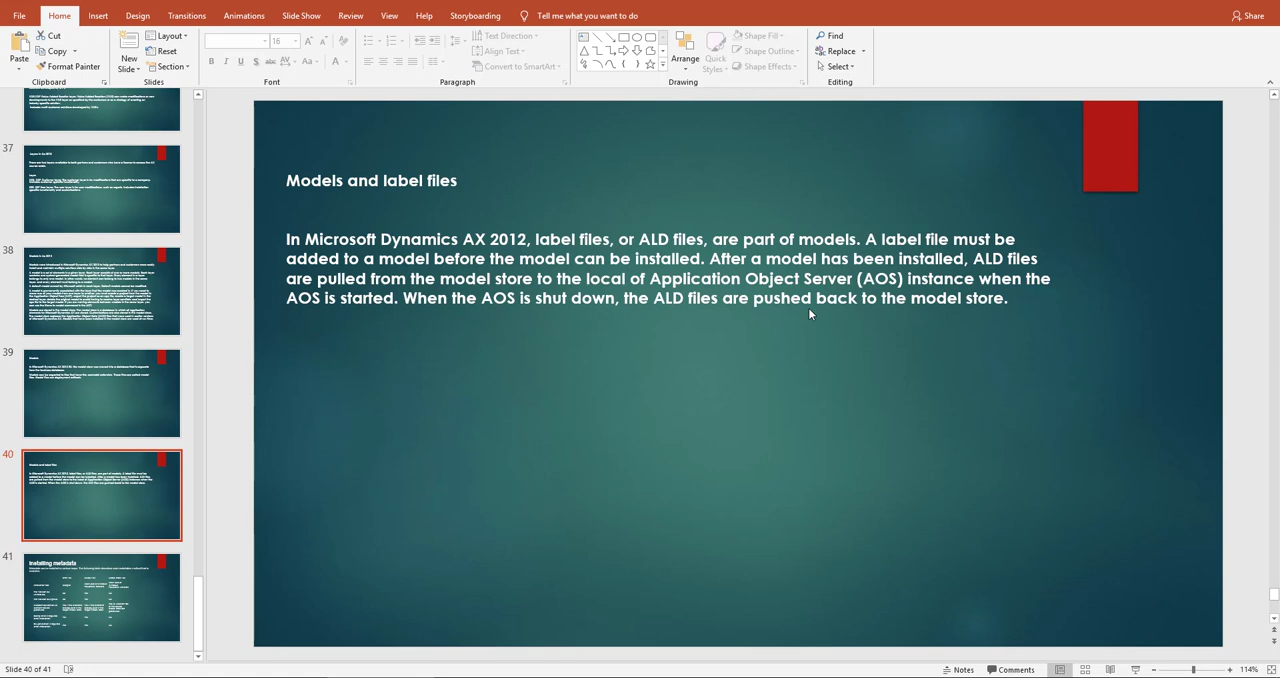 File Home Insert Design Transitions Animations Slide Show Review View Help Storyboarding Tell me what you want to do Share
Paste
Cut
Copy
Format Painter
Clipboard
New Slide
Layout
Reset
Section
Slides
16
Font
Text Direction
Align Text
Convert to SmartArt
Paragraph
Arrange
Quick Styles
Shape Fill
Shape Outline
Shape Effects
Drawing
Find
Replace
Select
Editing
37
38
39
40
41
Installing metadata
Models and label files
In Microsoft Dynamics AX 2012, label files, or ALD files, are part of models. A label file must be
added to a model before the model can be installed. After a model has been installed, ALD files
are pulled from the model store to the local of Application Object Server (AOS) instance when the
AOS is started. When the AOS is shut down, the ALD files are pushed back to the model store.
Slide 40 of 41
Notes
Comments
114%